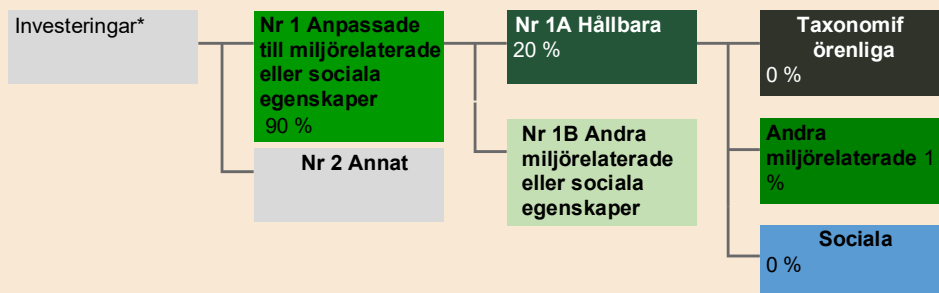 Investeringar*
Nr 1 Anpassade
till miljörelaterade
eller sociala
egenskaper
90 %
Nr 2 Annat
Nr 1A Hållbara
20 %
Nr 1B Andra
miljörelaterade
eller sociala
egenskaper
Taxonomif
örenliga
0 %
Andra
miljörelaterade 1
%
Sociala
0 %